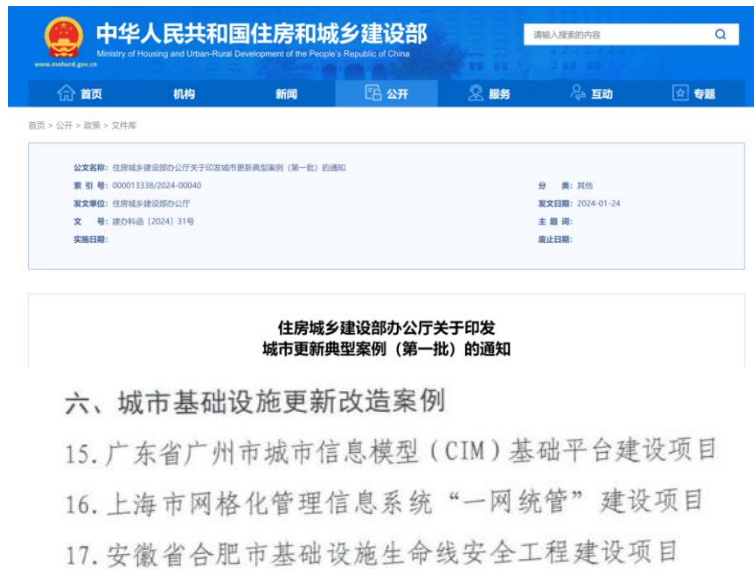 中华人民共和国住房和城乡建设部
Ministry of Housing and Urban-Rural Development of the People's Republic of China
www.mohurd.gov.cn
请输入搜索的内容
首页 机构 新闻 公开 服务 互动 专题
首页 > 公开 > 政策 > 文件库
公文名称：住房城乡建设部办公厅关于印发城市更新典型案例（第一批）的通知
索 引 号：000013338/2024-00040 分 类：其他
发文单位：住房城乡建设部办公厅 发文日期：2024-01-24
文 号：建办科函〔2024〕31号 主 题 词：
实施日期： 废止日期：
住房城乡建设部办公厅关于印发
城市更新典型案例（第一批）的通知
六、城市基础设施更新改造案例
15.广东省广州市城市信息模型（CIM）基础平台建设项目
16.上海市网格化管理信息系统“一网统管”建设项目
17.安徽省合肥市基础设施生命线安全工程建设项目